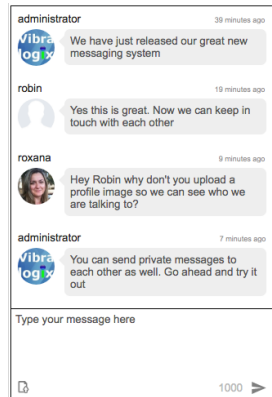 administrator 39 minutes ago
Vibra
logix
We have just released our great new
messaging system
robin 19 minutes ago
Yes this is great. Now we can keep in
touch with each other
roxana 9 minutes ago
Hey Robin why don't you upload a
profile image so we can see who we
are talking to?
administrator 7 minutes ago
Vibra
logix
You can send private messages to
each other as well. Go ahead and try it
out
Type your message here
1000